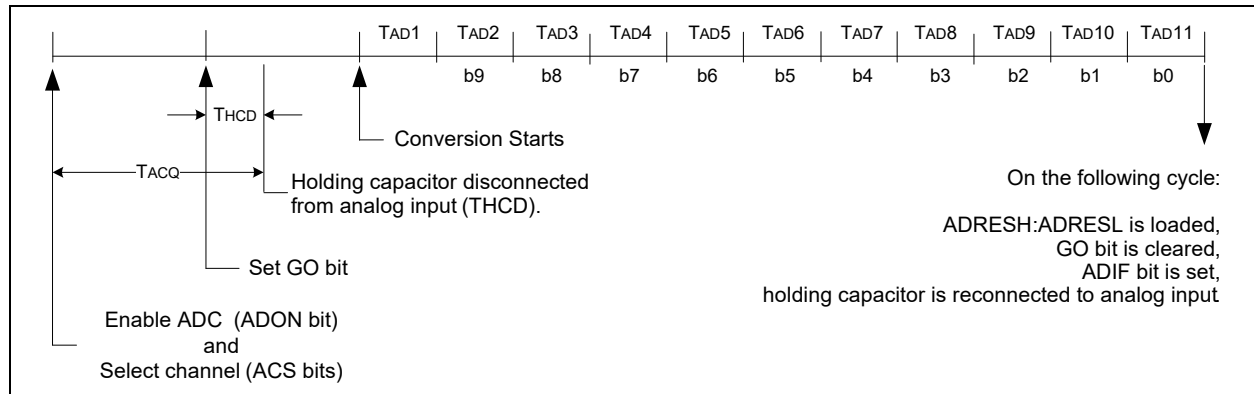 TAD1 TAD2 TAD3 TAD4 TAD5 TAD6 TAD7 TAD8 TAD9 TAD10 TAD11
b9 b8 b7 b6 b5 b4 b3 b2 b1 b0
THCD
Conversion Starts
TACQ
Holding capacitor disconnected
from analog input (THCD).
Set GO bit
Enable ADC (ADON bit)
and
Select channel (ACS bits)
On the following cycle:
ADRESH:ADRESL is loaded,
GO bit is cleared,
ADIF bit is set,
holding capacitor is reconnected to analog input